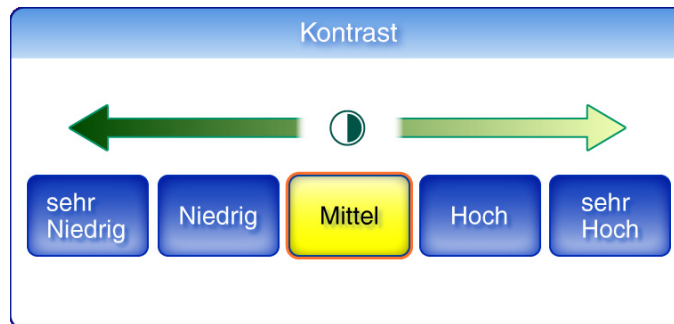 Kontrast
sehr
Niedrig
Niedrig
Mittel
Hoch
sehr
Hoch